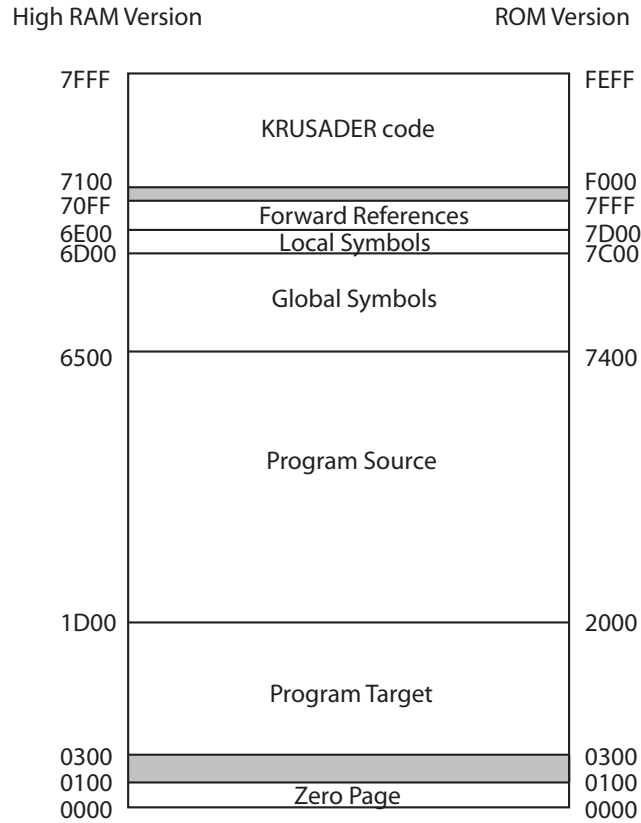 High RAM Version ROM Version
7FFF FEFF
KRUSADER code
7100 F000
70FF 7FFF
Forward References
6E00 7D00
Local Symbols
6D00 7C00
Global Symbols
6500 7400
Program Source
1D00 2000
Program Target
0300 0300
0100 0100
Zero Page
0000 0000